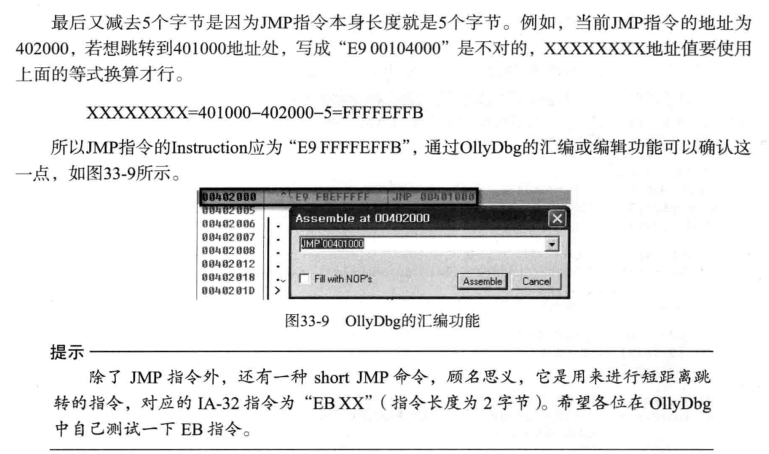 最后又减去5个字节是因为JMP指令本身长度就是5个字节。例如，当前JMP指令的地址为
402000，若想跳转到401000地址处，写成“E9 00104000”是不对的，XXXXXXXX地址值要使用
上面的等式换算才行。
XXXXXXXX=401000–402000–5=FFFFEFFB
所以JMP指令的Instruction应为“E9 FFFFEFFB”，通过OllyDbg的汇编或编辑功能可以确认这
一点，如图33-9所示。
00402000 E9 FBEFFFFF JMP 00401000
00402005
00402006
00402007
00402008
00402012
00402018
0040201D
Assemble at 00402000
JMP 00401000
Fill with NOP's Assemble Cancel
图33-9 OllyDbg的汇编功能
提示
除了 JMP 指令外，还有一种 short JMP 命令，顾名思义，它是用来进行短距离跳
转的指令，对应的 IA-32 指令为“EB XX”（指令长度为 2 字节）。希望各位在 OllyDbg
中自己测试一下 EB 指令。